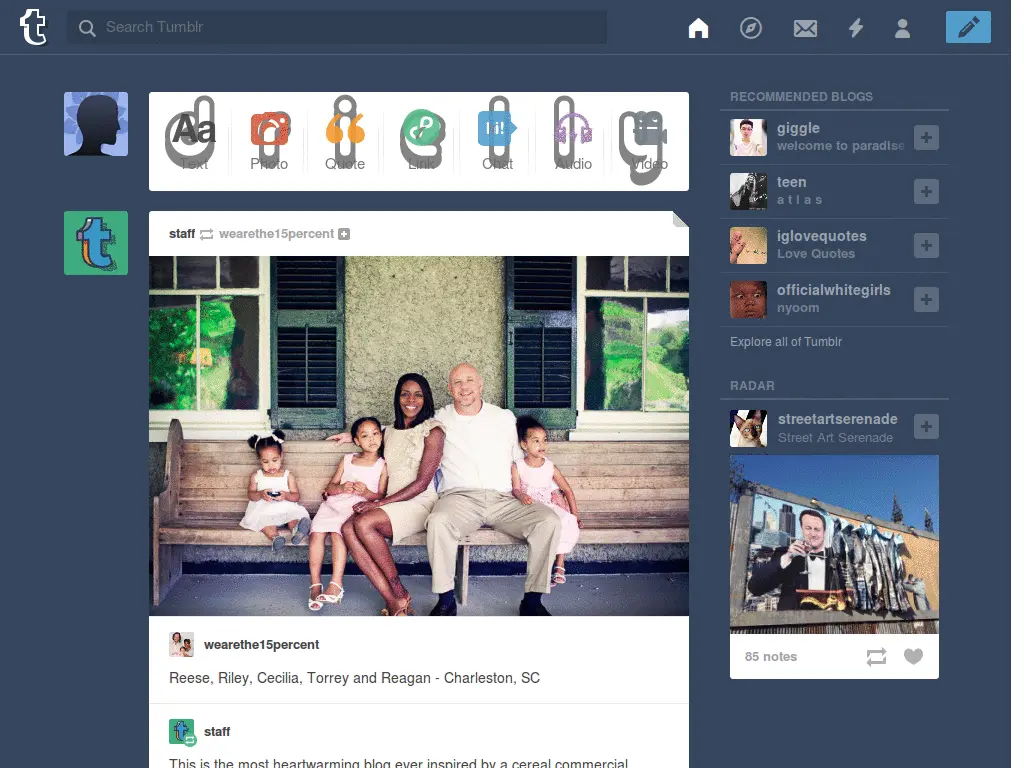 Search Tumblr
Aa
Text
Photo
Quote
Link
hi!
Chat
Audio
Video
staff wearethe15percent
wearethe15percent
Reese, Riley, Cecilia, Torrey and Reagan - Charleston, SC
staff
This is the most heartwarming blog ever inspired by a cereal commercial
RECOMMENDED BLOGS
giggle
welcome to paradise
teen
a t l a s
iglovequotes
Love Quotes
officialwhitegirls
nyoom
Explore all of Tumblr
RADAR
streetartserenade
Street Art Serenade
85 notes